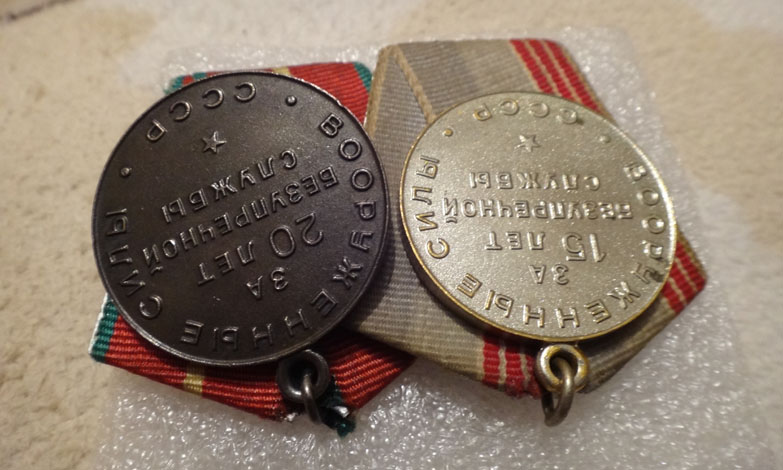 ВООРУЖЕННЫЕ СИЛЫ • СССР •
ЗА
20 ЛЕТ
БЕЗУПРЕЧНОЙ
СЛУЖБЫ
ВООРУЖЕННЫЕ СИЛЫ • СССР •
ЗА
15 ЛЕТ
БЕЗУПРЕЧНОЙ
СЛУЖБЫ